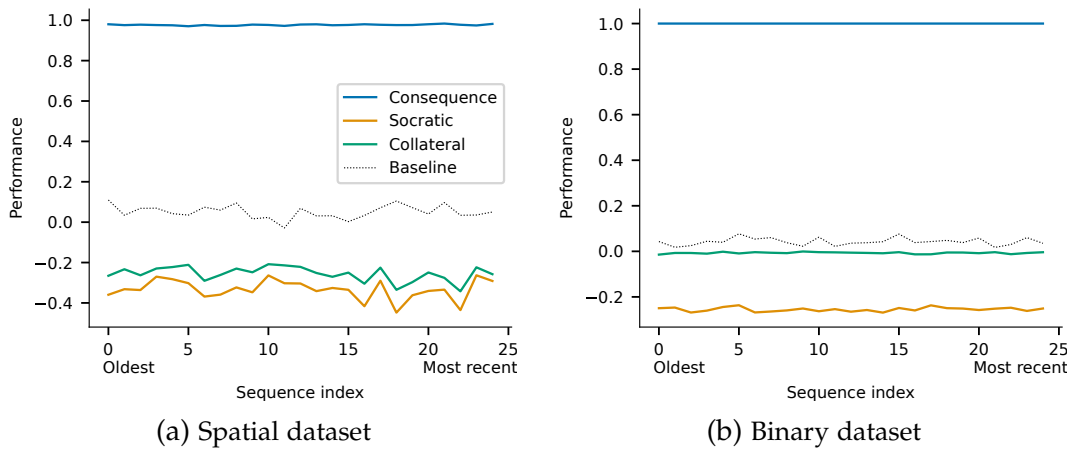 1.0
0.8
0.6
0.4
0.2
0.0
−0.2
−0.4
Performance
Consequence
Socratic
Collateral
Baseline
0 5 10 15 20 25
Oldest Most recent
Sequence index
(a) Spatial dataset
1.0
0.8
0.6
0.4
0.2
0.0
−0.2
Performance
0 5 10 15 20 25
Oldest Most recent
Sequence index
(b) Binary dataset